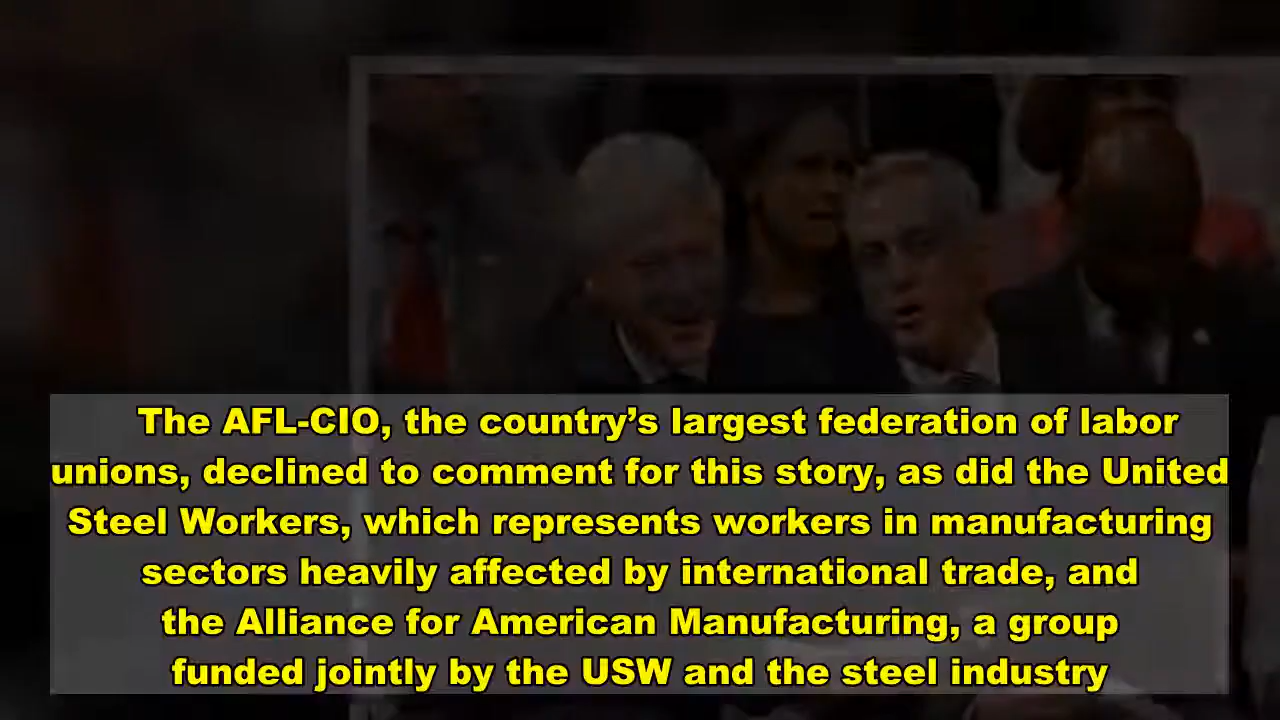 The AFL-CIO, the country’s largest federation of labor
unions, declined to comment for this story, as did the United
Steel Workers, which represents workers in manufacturing
sectors heavily affected by international trade, and
the Alliance for American Manufacturing, a group
funded jointly by the USW and the steel industry